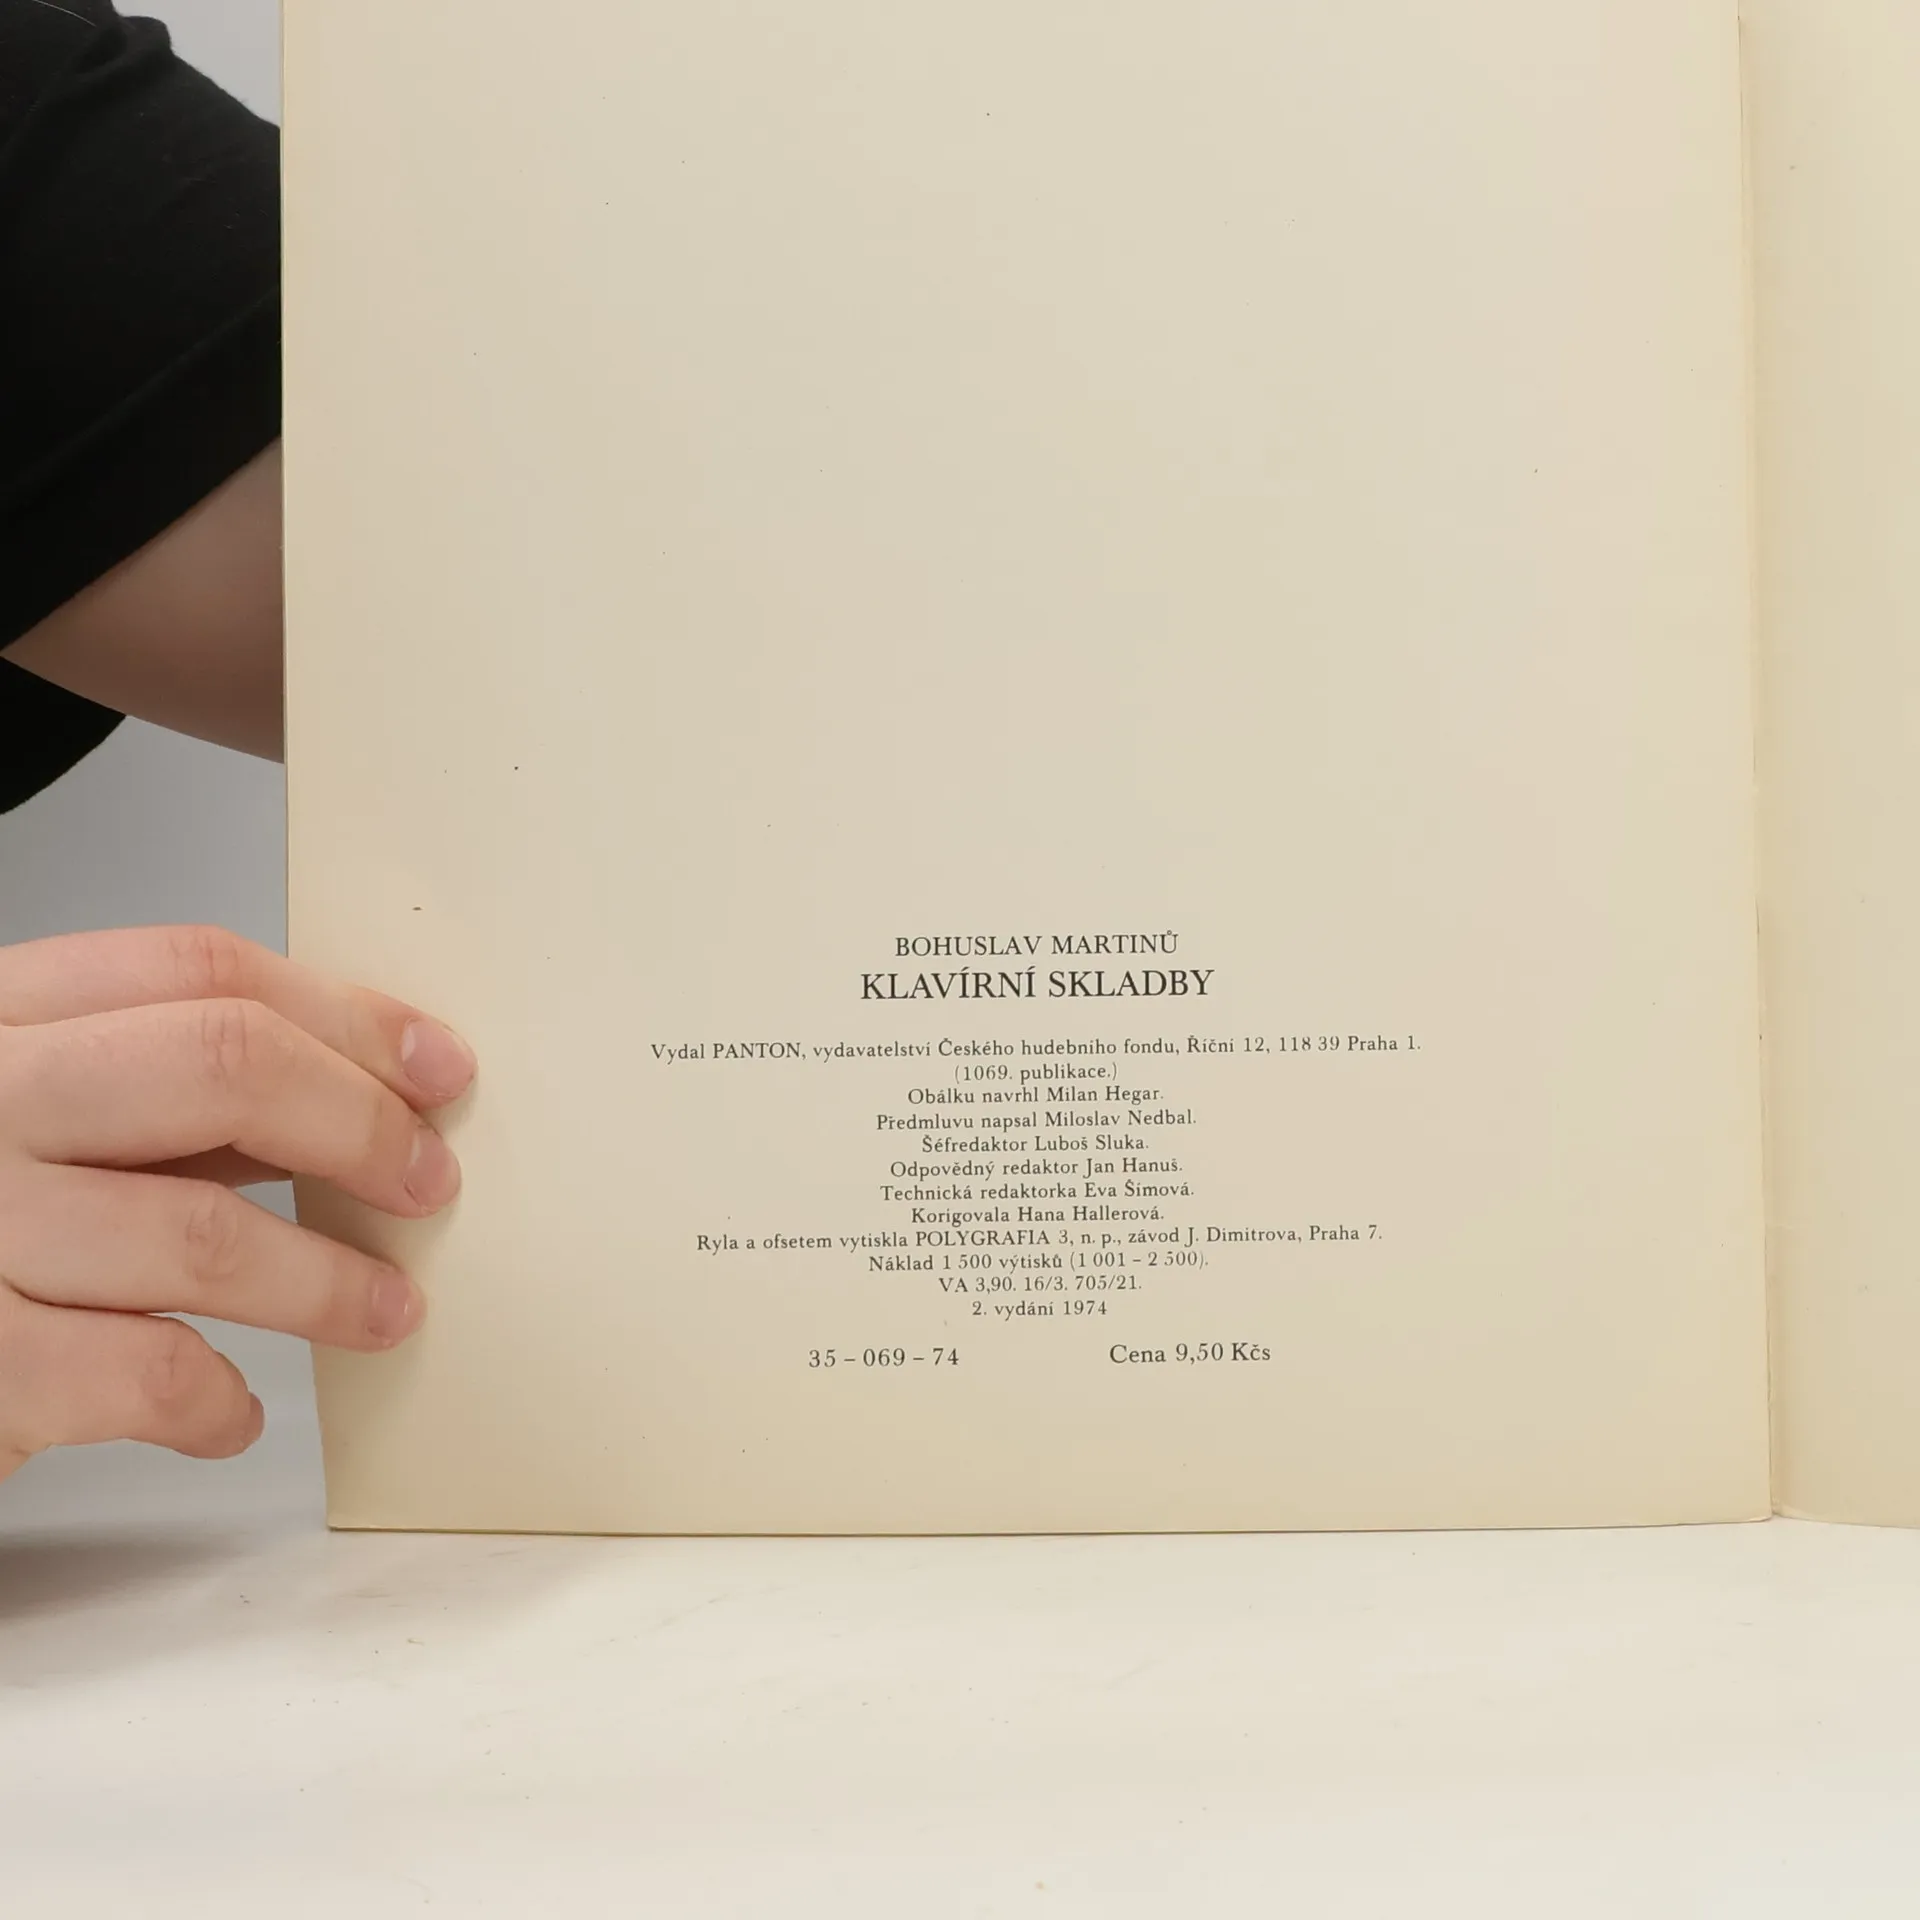 BOHUSLAV MARTINŮ
KLAVÍRNÍ SKLADBY
Vydal PANTON, vydavatelství Českého hudebního fondu, Říční 12, 118 39 Praha 1.
(1069. publikace.)
Obálku navrhl Milan Hegar.
Předmluvu napsal Miloslav Nedbal.
Šéfredaktor Luboš Sluka.
Odpovědný redaktor Jan Hanuš.
Technická redaktorka Eva Šímová.
Korigovala Hana Hallerová.
Ryla a ofsetem vytiskla POLYGRAFIA 3, n. p., závod J. Dimitrova, Praha 7.
Náklad 1 500 výtisků (1 001 – 2 500).
VA 3,90. 16/3. 705/21.
2. vydání 1974
35 – 069 – 74 Cena 9,50 Kčs